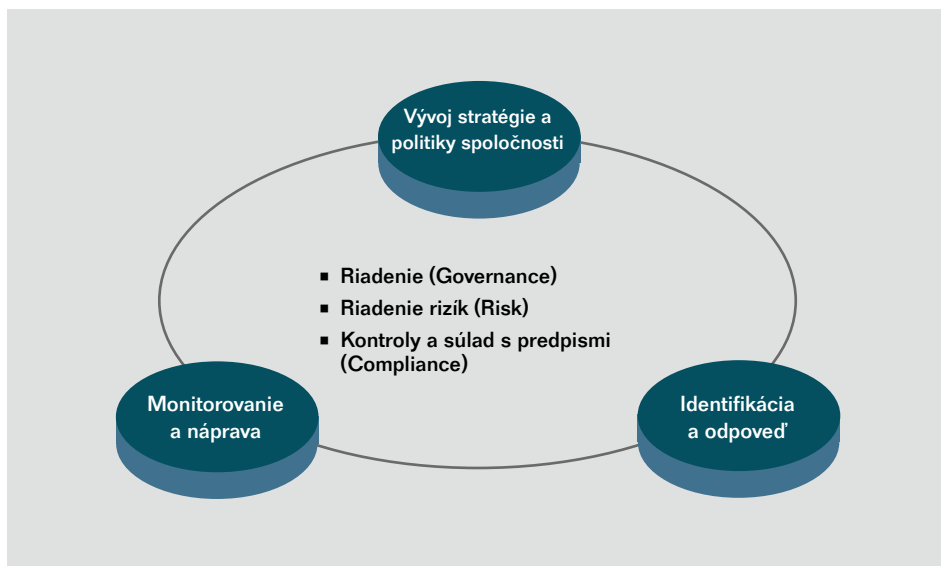 Vývoj stratégie a
politiky spoločnosti
▪ Riadenie (Governance)
▪ Riadenie rizík (Risk)
▪ Kontroly a súlad s predpismi
(Compliance)
Monitorovanie
a náprava
Identifikácia
a odpoveď